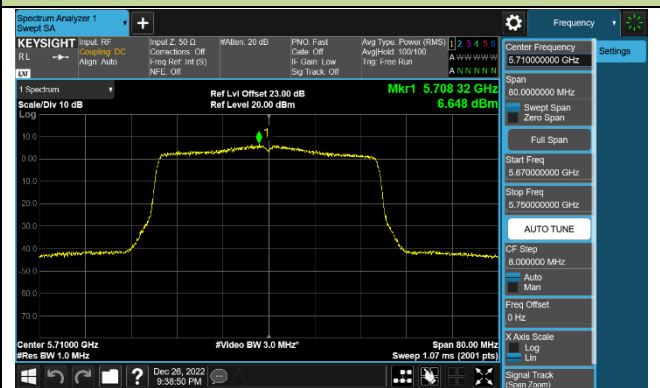 Spectrum Analyzer 1
Swept SA
+
Frequency
KEYSIGHT
RL
LXI
Input: RF
Coupling: DC
Align: Auto
Input Z: 50 Ω
Corrections: Off
Freq Ref: Int (S)
NFE: Off
#Atten: 20 dB
PNO: Fast
Gate: Off
IF Gain: Low
Sig Track: Off
Avg Type: Power (RMS)
Avg|Hold: 100/100
Trig: Free Run
1 2 3 4 5 6
A W W W W W
A N N N N N
1 Spectrum
Scale/Div 10 dB
Log
Ref Lvl Offset 23.00 dB
Ref Level 20.00 dBm
Mkr1 5.708 32 GHz
6.648 dBm
1
10.0
0.00
-10.0
-20.0
-30.0
-40.0
-50.0
-60.0
-70.0
Center 5.71000 GHz
#Res BW 1.0 MHz
#Video BW 3.0 MHz*
Span 80.00 MHz
Sweep 1.07 ms (2001 pts)
Center Frequency
5.710000000 GHz
Settings
Span
80.0000000 MHz
Swept Span
Zero Span
Full Span
Start Freq
5.670000000 GHz
Stop Freq
5.750000000 GHz
AUTO TUNE
CF Step
8.000000 MHz
Auto
Man
Freq Offset
0 Hz
X Axis Scale
Log
Lin
Signal Track
(Span Zoom)
?
Dec 26, 2022
9:38:50 PM